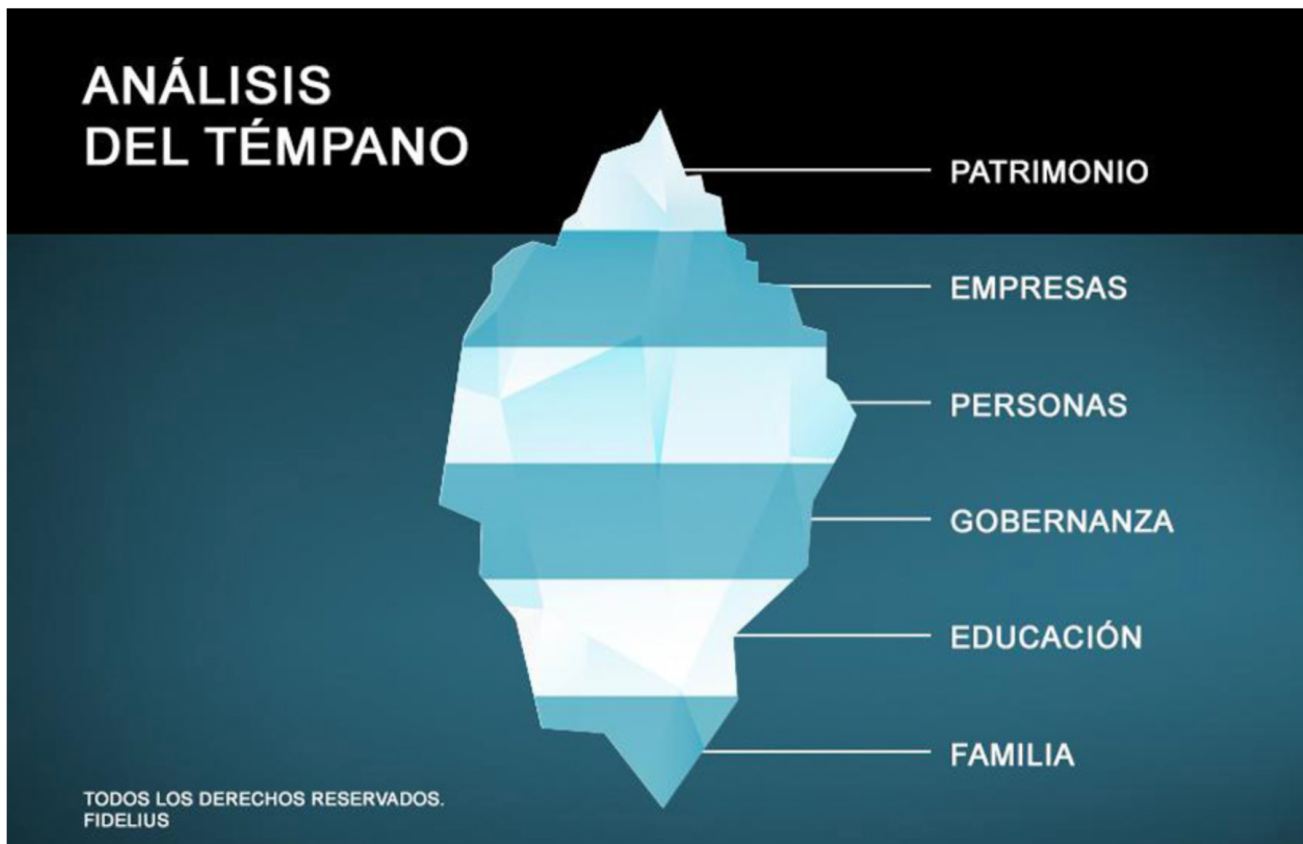 ANÁLISIS
DEL TÉMPANO
PATRIMONIO
EMPRESAS
PERSONAS
GOBERNANZA
EDUCACIÓN
FAMILIA
TODOS LOS DERECHOS RESERVADOS.
FIDELIUS